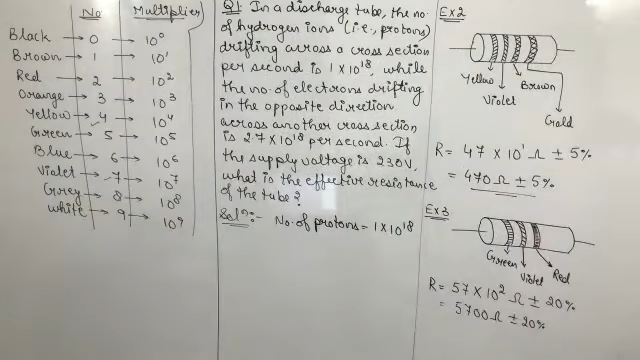 No Multiplier
Black → 0 → 10⁰
Brown → 1 → 10¹
Red → 2 → 10²
Orange → 3 → 10³
Yellow → 4 → 10⁴
Green → 5 → 10⁵
Blue → 6 → 10⁶
Violet → 7 → 10⁷
Grey → 8 → 10⁸
White → 9 → 10⁹
Q1: In a discharge tube, the no.
of hydrogen ions (i.e., protons)
drifting across a cross section
per second is 1 X 10¹⁸, while
the no. of electrons drifting
in the opposite direction
across another cross section
is 2.7 X 10¹⁸ per second. If
the supply voltage is 230V,
what is the effective resistance
of the tube?
Solⁿ:- No. of protons = 1 X 10¹⁸
Ex 2
Yellow
Violet
Brown
Gold
R = 47 X 10¹ Ω ± 5%
= 470 Ω ± 5%
Ex 3
Green
Violet
Red
R = 57 X 10² Ω ± 20%
= 5700 Ω ± 20%